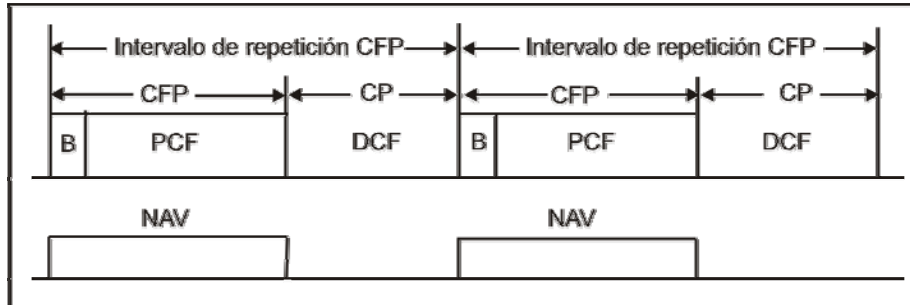 Intervalo de repetición CFP Intervalo de repetición CFP
CFP CP CFP CP
B PCF DCF B PCF DCF
NAV NAV